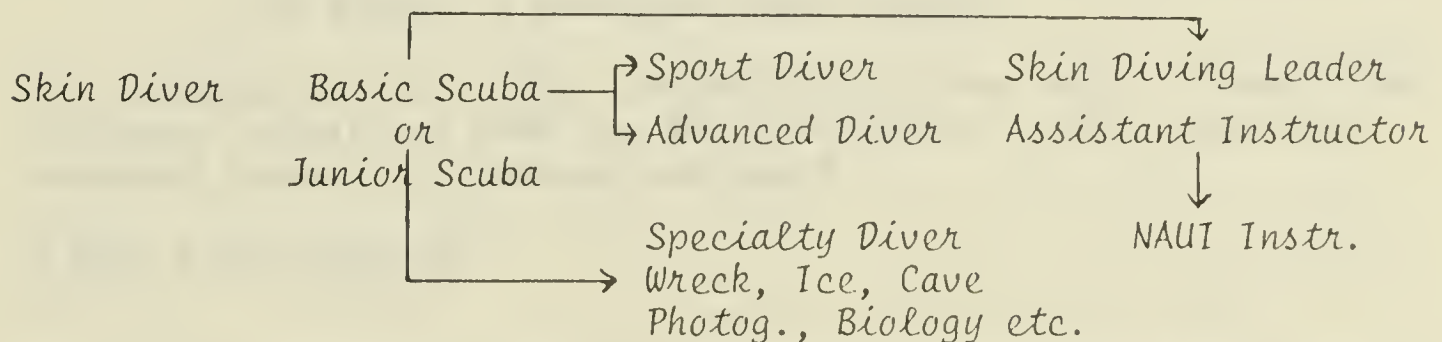 Skin Diver
Basic Scuba
or
Junior Scuba
Sport Diver
Advanced Diver
Skin Diving Leader
Assistant Instructor
NAUI Instr.
Specialty Diver
Wreck, Ice, Cave
Photog., Biology etc.